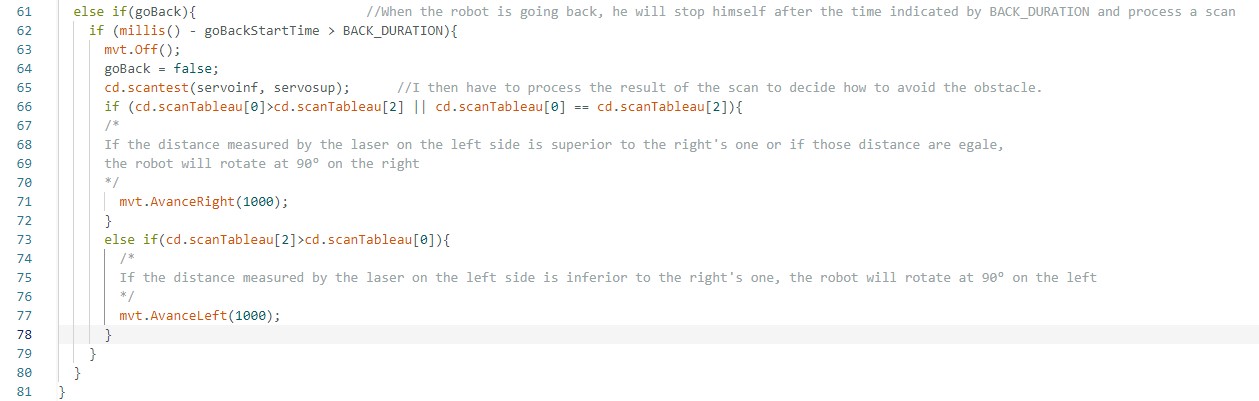 61 else if(goBack){ //When the robot is going back, he will stop himself after the time indicated by BACK_DURATION and process a scan
62 if (millis() - goBackStartTime > BACK_DURATION){
63 mvt.Off();
64 goBack = false;
65 cd.scantest(servoinf, servosup); //I then have to process the result of the scan to decide how to avoid the obstacle.
66 if (cd.scanTableau[0]>cd.scanTableau[2] || cd.scanTableau[0] == cd.scanTableau[2]){
67 /*
68 If the distance measured by the laser on the left side is superior to the right's one or if those distance are egale,
69 the robot will rotate at 90° on the right
70 */
71 mvt.AvanceRight(1000);
72 }
73 else if(cd.scanTableau[2]>cd.scanTableau[0]){
74 /*
75 If the distance measured by the laser on the left side is inferior to the right's one, the robot will rotate at 90° on the left
76 */
77 mvt.AvanceLeft(1000);
78 }
79 }
80 }
81 }